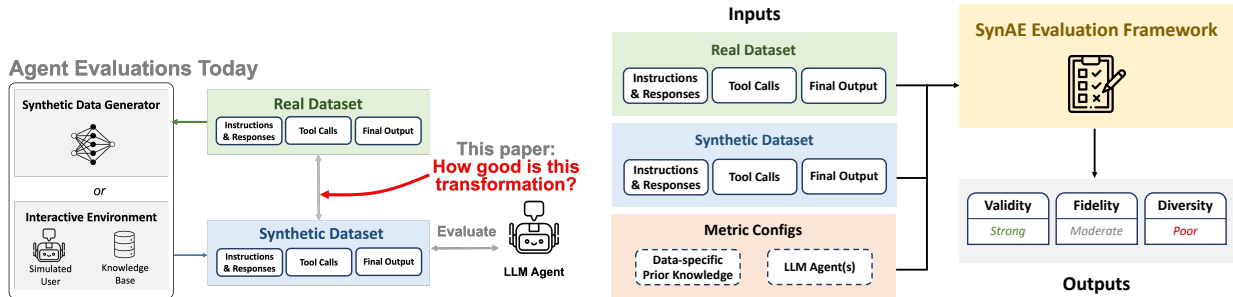 Agent Evaluations Today
Synthetic Data Generator
or
Interactive Environment
Simulated
User
Knowledge
Base
Real Dataset
Instructions
& Responses
Tool Calls
Final Output
This paper:
How good is this
transformation?
Synthetic Dataset
Instructions
& Responses
Tool Calls
Final Output
Evaluate
LLM Agent
Inputs
Real Dataset
Instructions
& Responses
Tool Calls
Final Output
Synthetic Dataset
Instructions
& Responses
Tool Calls
Final Output
Metric Configs
Data-specific
Prior Knowledge
LLM Agent(s)
SynAE Evaluation Framework
Validity
Strong
Fidelity
Moderate
Diversity
Poor
Outputs